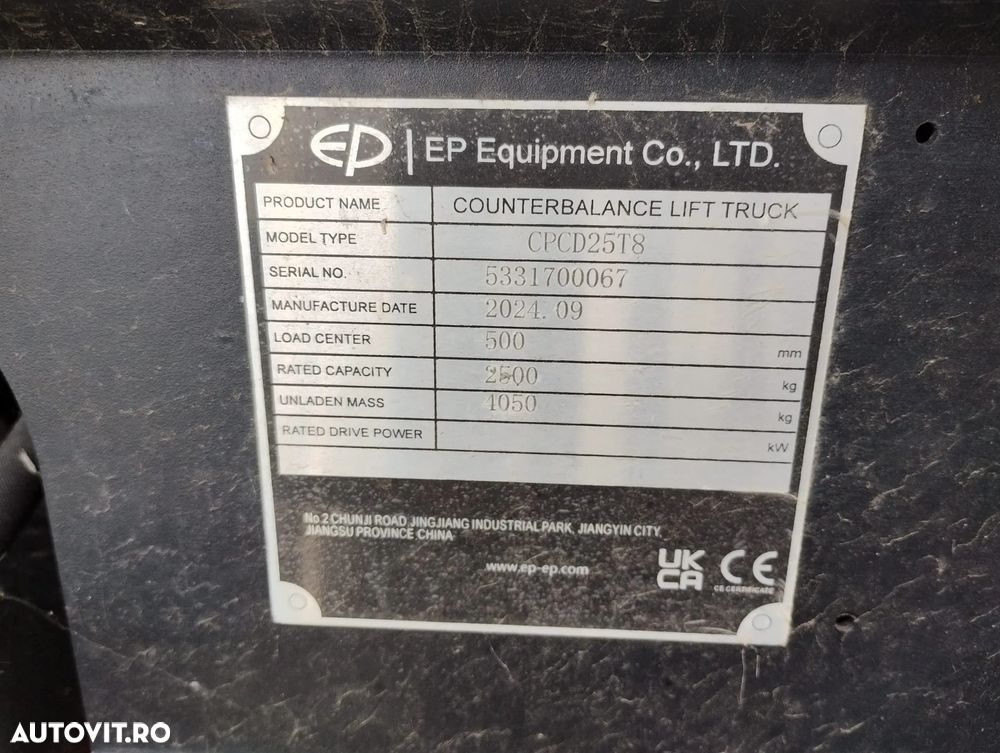 EP | EP Equipment Co., LTD.
PRODUCT NAME COUNTERBALANCE LIFT TRUCK
MODEL TYPE CPCD25T8
SERIAL NO. 5331700067
MANUFACTURE DATE 2024.09
LOAD CENTER 500 mm
RATED CAPACITY 2500 kg
UNLADEN MASS 4050 kg
RATED DRIVE POWER kW
No.2 CHUNJI ROAD JINGJIANG INDUSTRIAL PARK, JIANGYIN CITY,
JIANGSU PROVINCE CHINA
www.ep-ep.com
UK CA CE
CE CERTIFICATE
AUTOVIT.RO